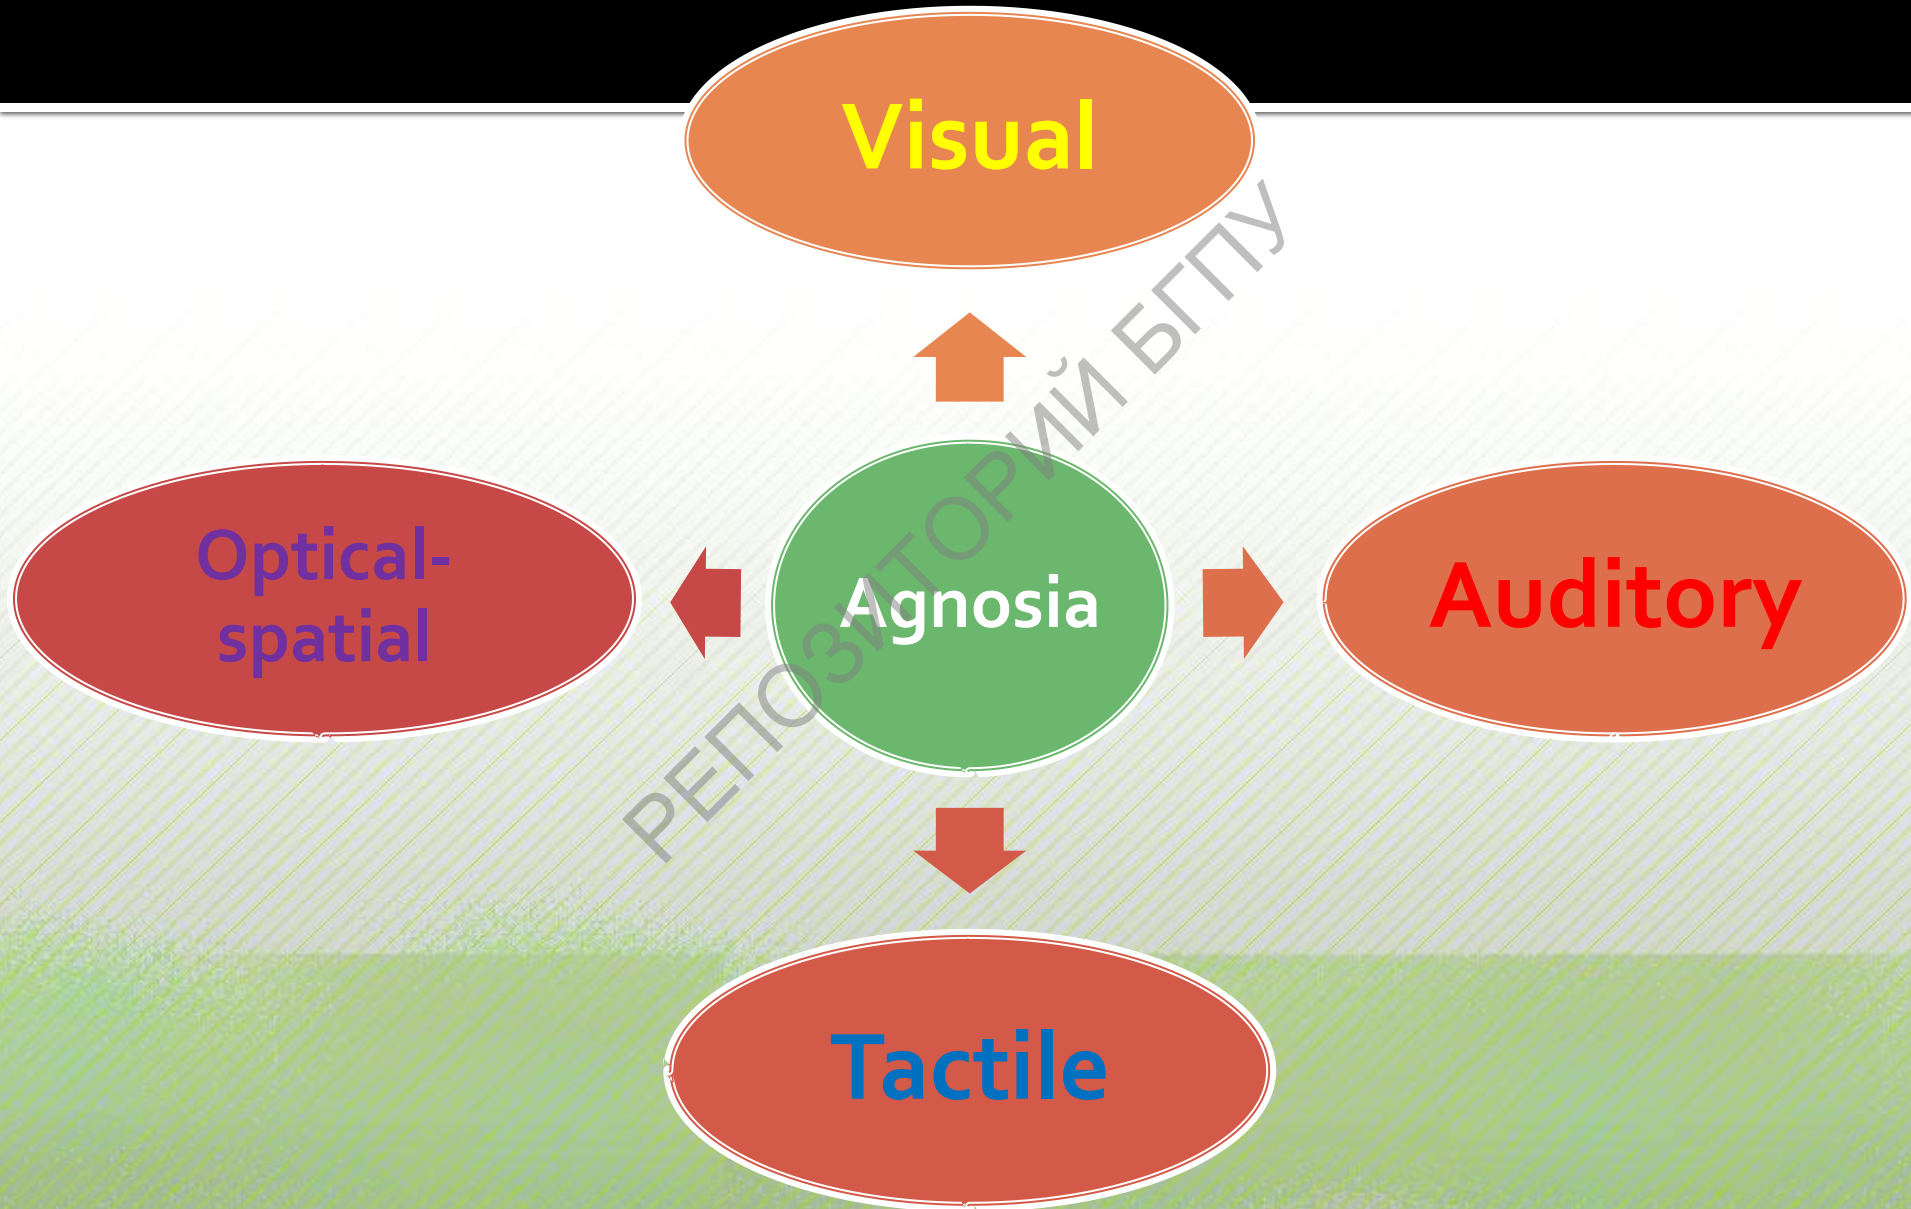 Visual
Optical-
spatial
Agnosia
Auditory
Tactile
РЕПОЗИТОРИЙ БГПУ